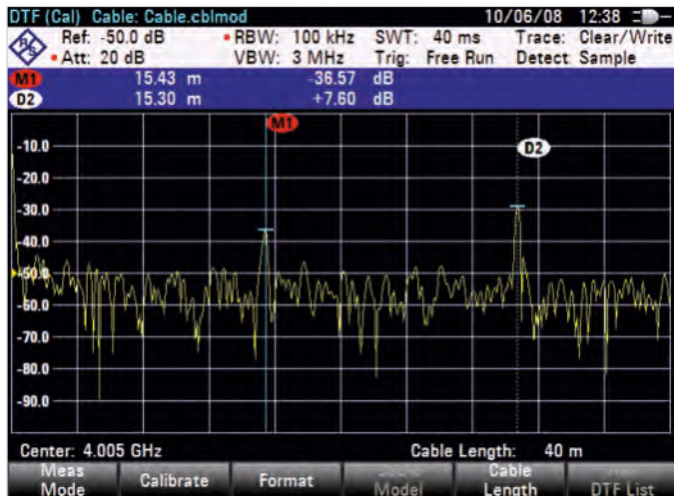 DTF (Cal) Cable: Cable.cblmod 10/06/08 12:38
Ref: -50.0 dB RBW: 100 kHz SWT: 40 ms Trace: Clear/Write
Att: 20 dB VBW: 3 MHz Trig: Free Run Detect: Sample
M1 15.43 m -36.57 dB
D2 15.30 m +7.60 dB
M1
D2
-10.0
-20.0
-30.0
-40.0
-50.0
-60.0
-70.0
-80.0
-90.0
Center: 4.005 GHz Cable Length: 40 m
Meas Mode
Calibrate
Format
Model
Cable Length
DTF List